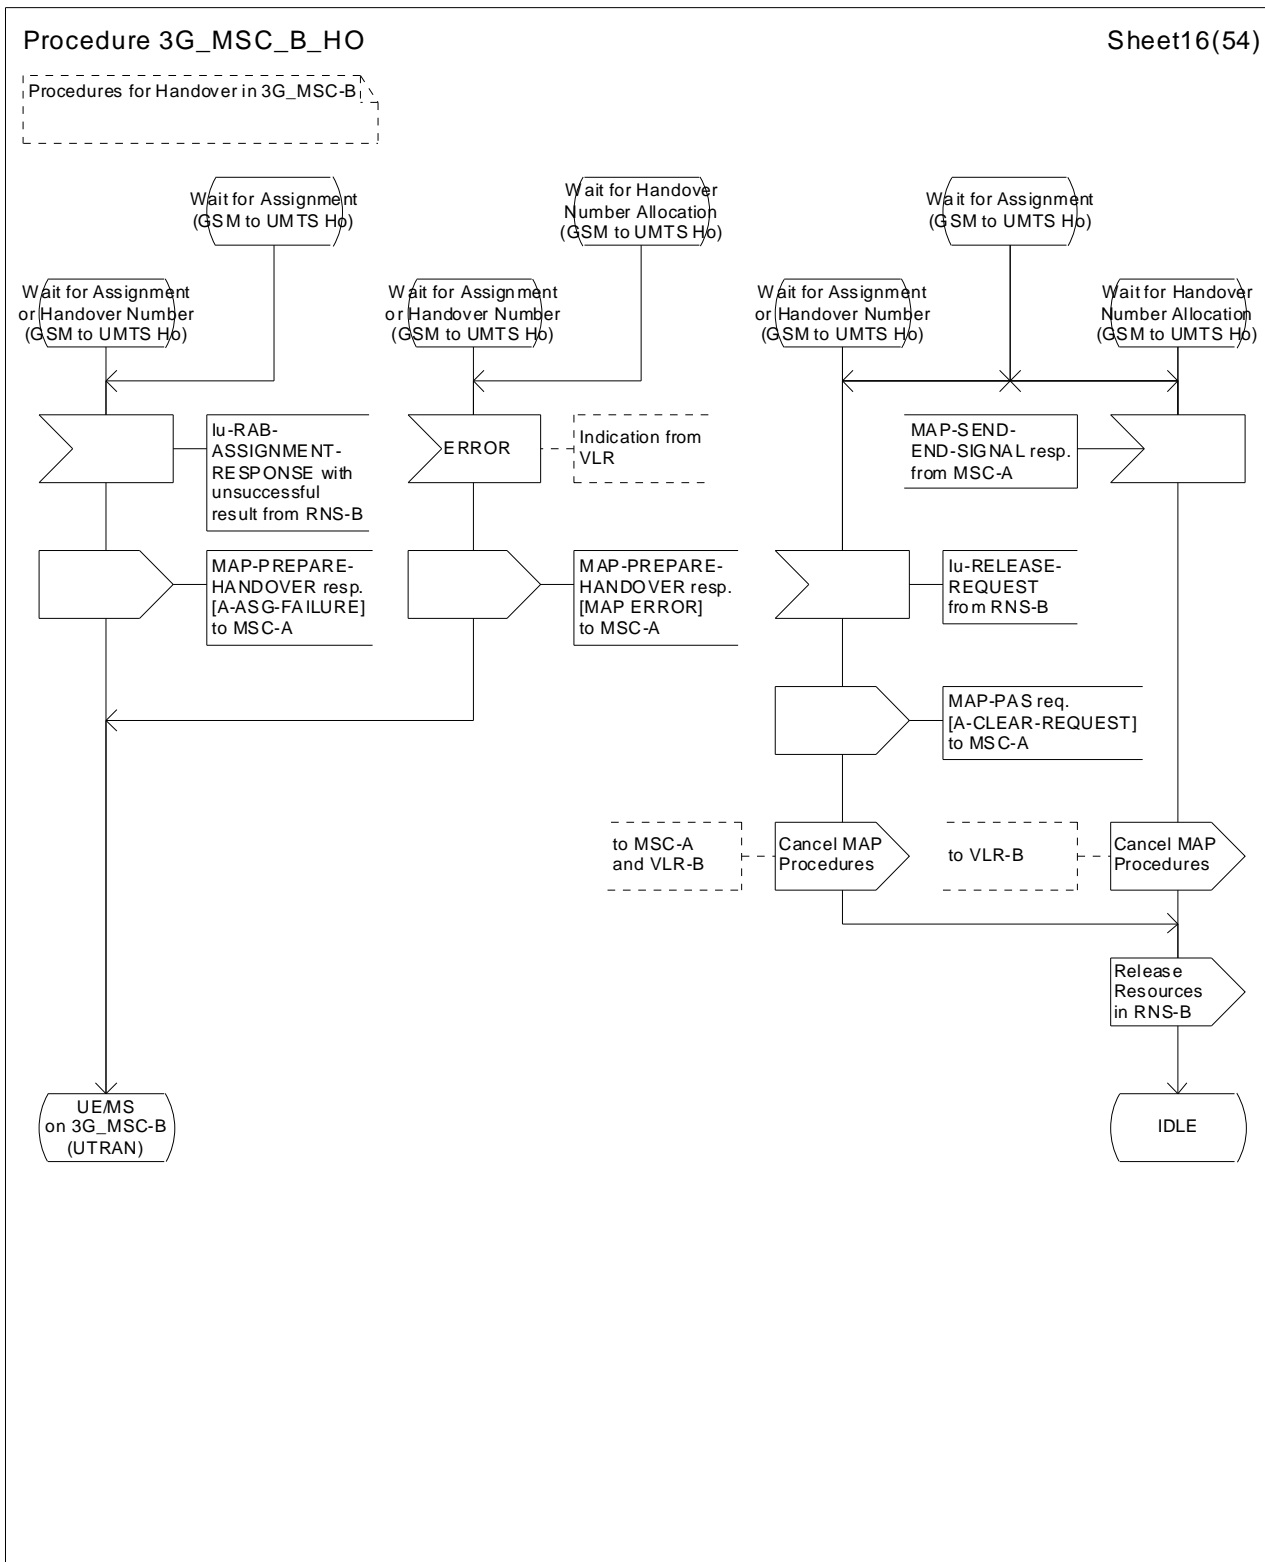 Procedure 3G_MSC_B_HO
Sheet16(54)
Procedures for Handover in 3G_MSC-B
Wait for Assignment
(GSM to UMTS Ho)
Wait for Handover
Number Allocation
(GSM to UMTS Ho)
Wait for Assignment
(GSM to UMTS Ho)
Wait for Assignment
or Handover Number
(GSM to UMTS Ho)
Wait for Assignment
or Handover Number
(GSM to UMTS Ho)
Wait for Assignment
or Handover Number
(GSM to UMTS Ho)
Wait for Handover
Number Allocation
(GSM to UMTS Ho)
Iu-RAB-
ASSIGNMENT-
RESPONSE with
unsuccessful
result from RNS-B
ERROR
Indication from
VLR
MAP-SEND-
END-SIGNAL resp.
from MSC-A
MAP-PREPARE-
HANDOVER resp.
[A-ASG-FAILURE]
to MSC-A
MAP-PREPARE-
HANDOVER resp.
[MAP ERROR]
to MSC-A
Iu-RELEASE-
REQUEST
from RNS-B
MAP-PAS req.
[A-CLEAR-REQUEST]
to MSC-A
to MSC-A
and VLR-B
Cancel MAP
Procedures
to VLR-B
Cancel MAP
Procedures
Release
Resources
in RNS-B
UE/MS
on 3G_MSC-B
(UTRAN)
IDLE